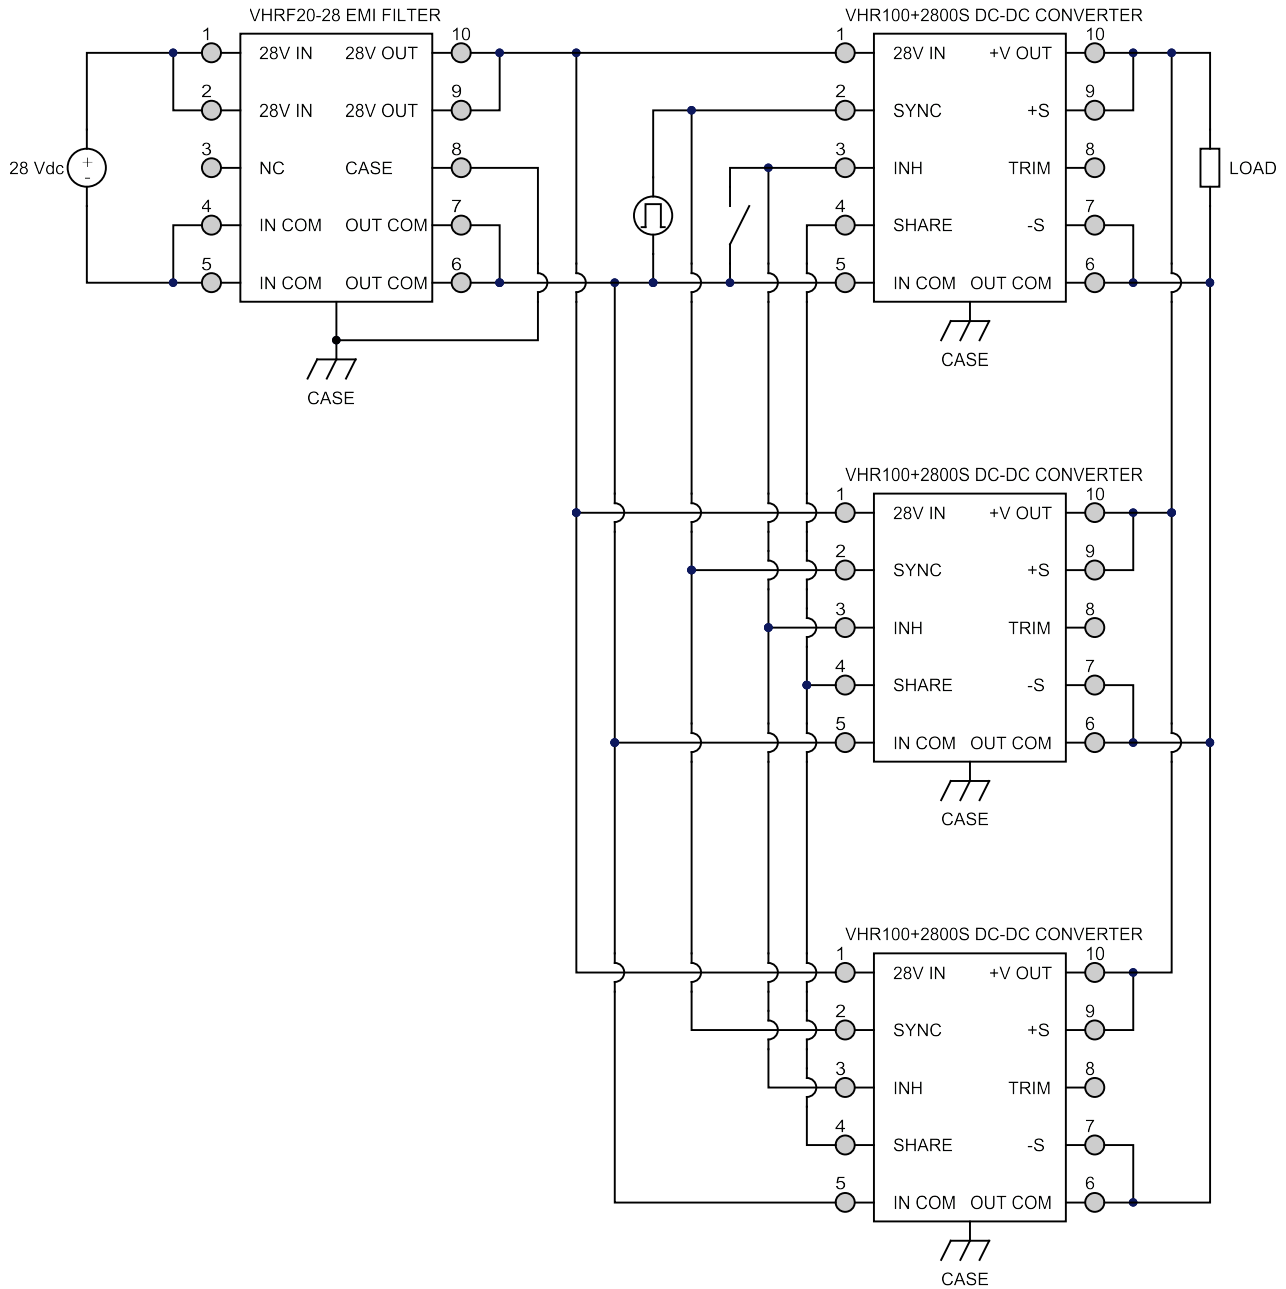 VHRF20-28 EMI FILTER
1 28V IN 28V OUT 10
2 28V IN 28V OUT 9
3 NC CASE 8
4 IN COM OUT COM 7
5 IN COM OUT COM 6
28 Vdc
+
-
CASE
VHR100+2800S DC-DC CONVERTER
1 28V IN +V OUT 10
2 SYNC +S 9
3 INH TRIM 8
4 SHARE -S 7
5 IN COM OUT COM 6
CASE
LOAD
VHR100+2800S DC-DC CONVERTER
1 28V IN +V OUT 10
2 SYNC +S 9
3 INH TRIM 8
4 SHARE -S 7
5 IN COM OUT COM 6
CASE
VHR100+2800S DC-DC CONVERTER
1 28V IN +V OUT 10
2 SYNC +S 9
3 INH TRIM 8
4 SHARE -S 7
5 IN COM OUT COM 6
CASE